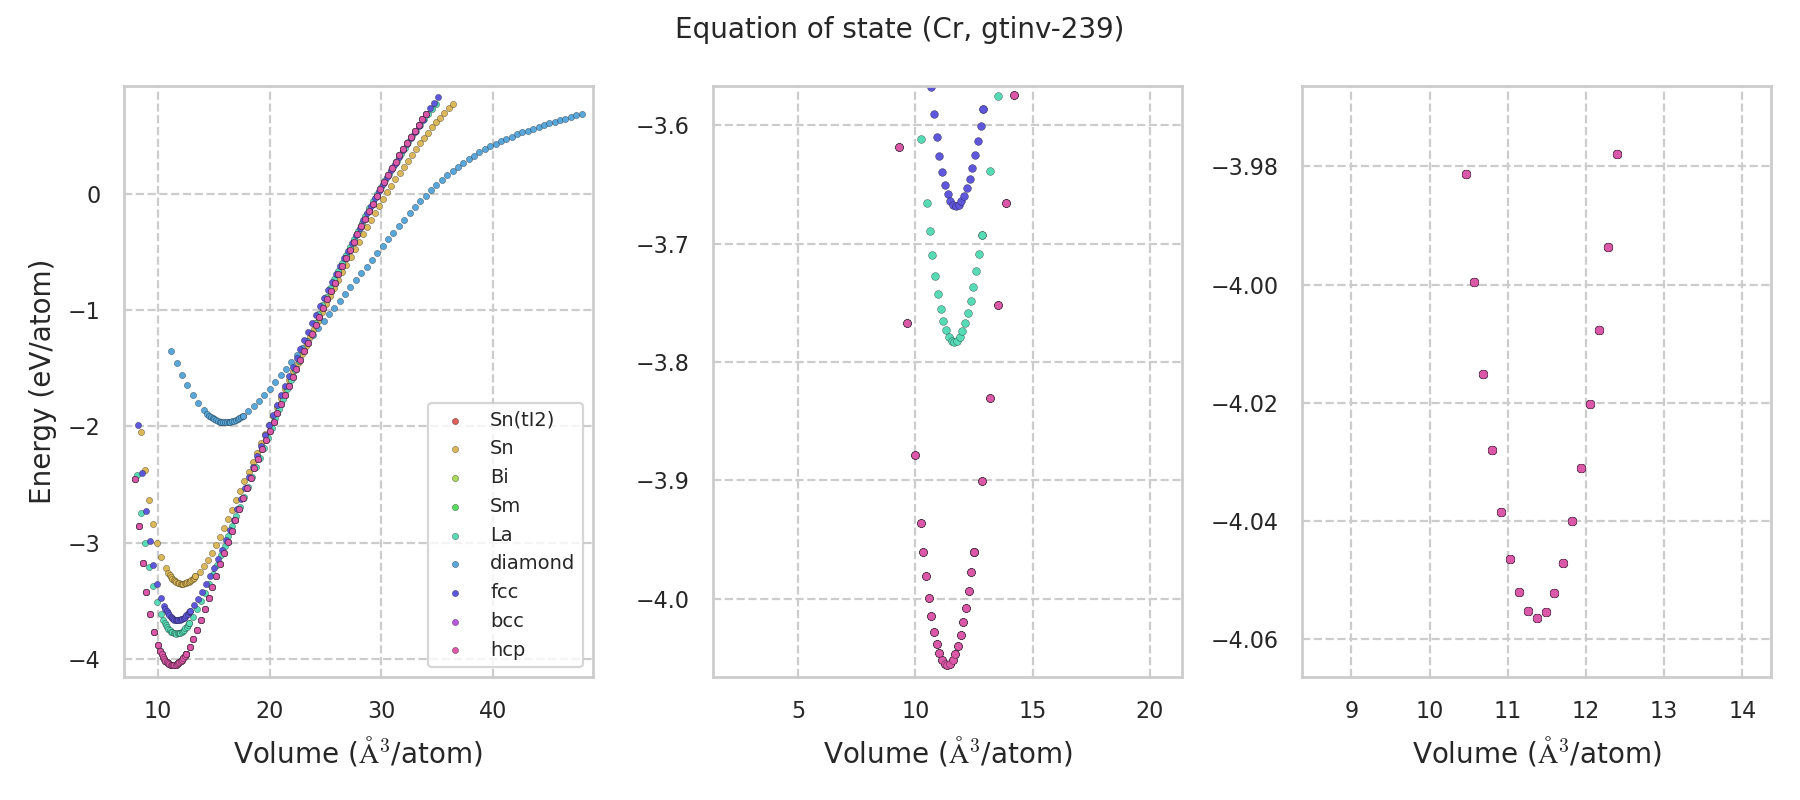 Equation of state (Cr, gtinv-239)
Energy (eV/atom)
0
−1
−2
−3
−4
10 20 30 40
Volume (Å³/atom)
Sn(tI2)
Sn
Bi
Sm
La
diamond
fcc
bcc
hcp
−3.6
−3.7
−3.8
−3.9
−4.0
5 10 15 20
Volume (Å³/atom)
−3.98
−4.00
−4.02
−4.04
−4.06
9 10 11 12 13 14
Volume (Å³/atom)